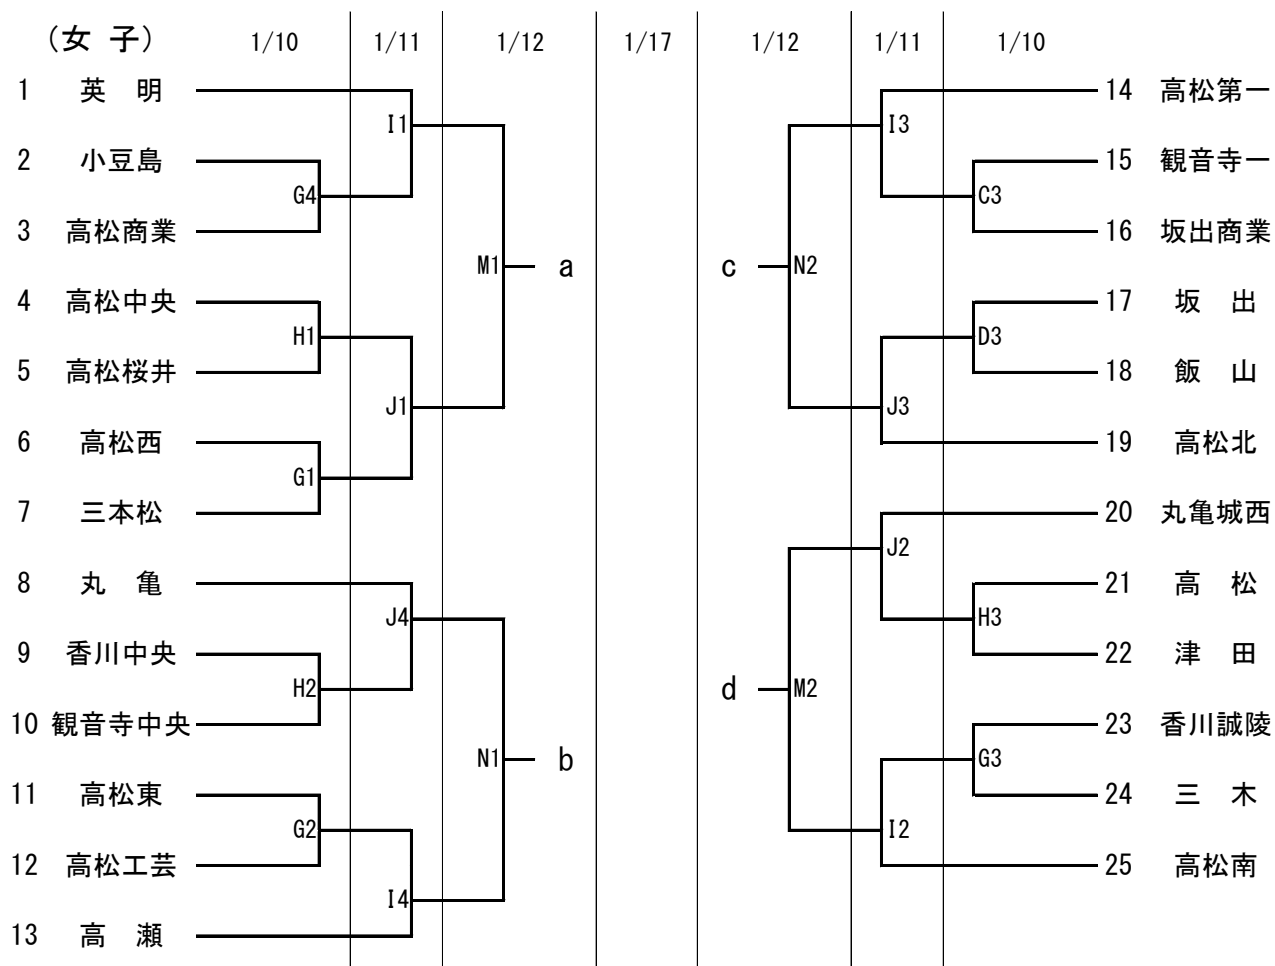 （女 子） 1/10 1/11 1/12 1/17 1/12 1/11 1/10
1 英 明 14 高松第一
I1 I3
2 小豆島 15 観音寺一
G4 C3
3 高松商業 16 坂出商業
M1 a c N2
4 高松中央 17 坂 出
H1 D3
5 高松桜井 18 飯 山
J1 J3
6 高松西 19 高松北
G1
7 三本松 20 丸亀城西
J2
8 丸 亀 21 高 松
J4 H3
9 香川中央 22 津 田
H2 d M2
10 観音寺中央 23 香川誠陵
N1 b G3
11 高松東 24 三 木
G2 I2
12 高松工芸 25 高松南
I4
13 高 瀬